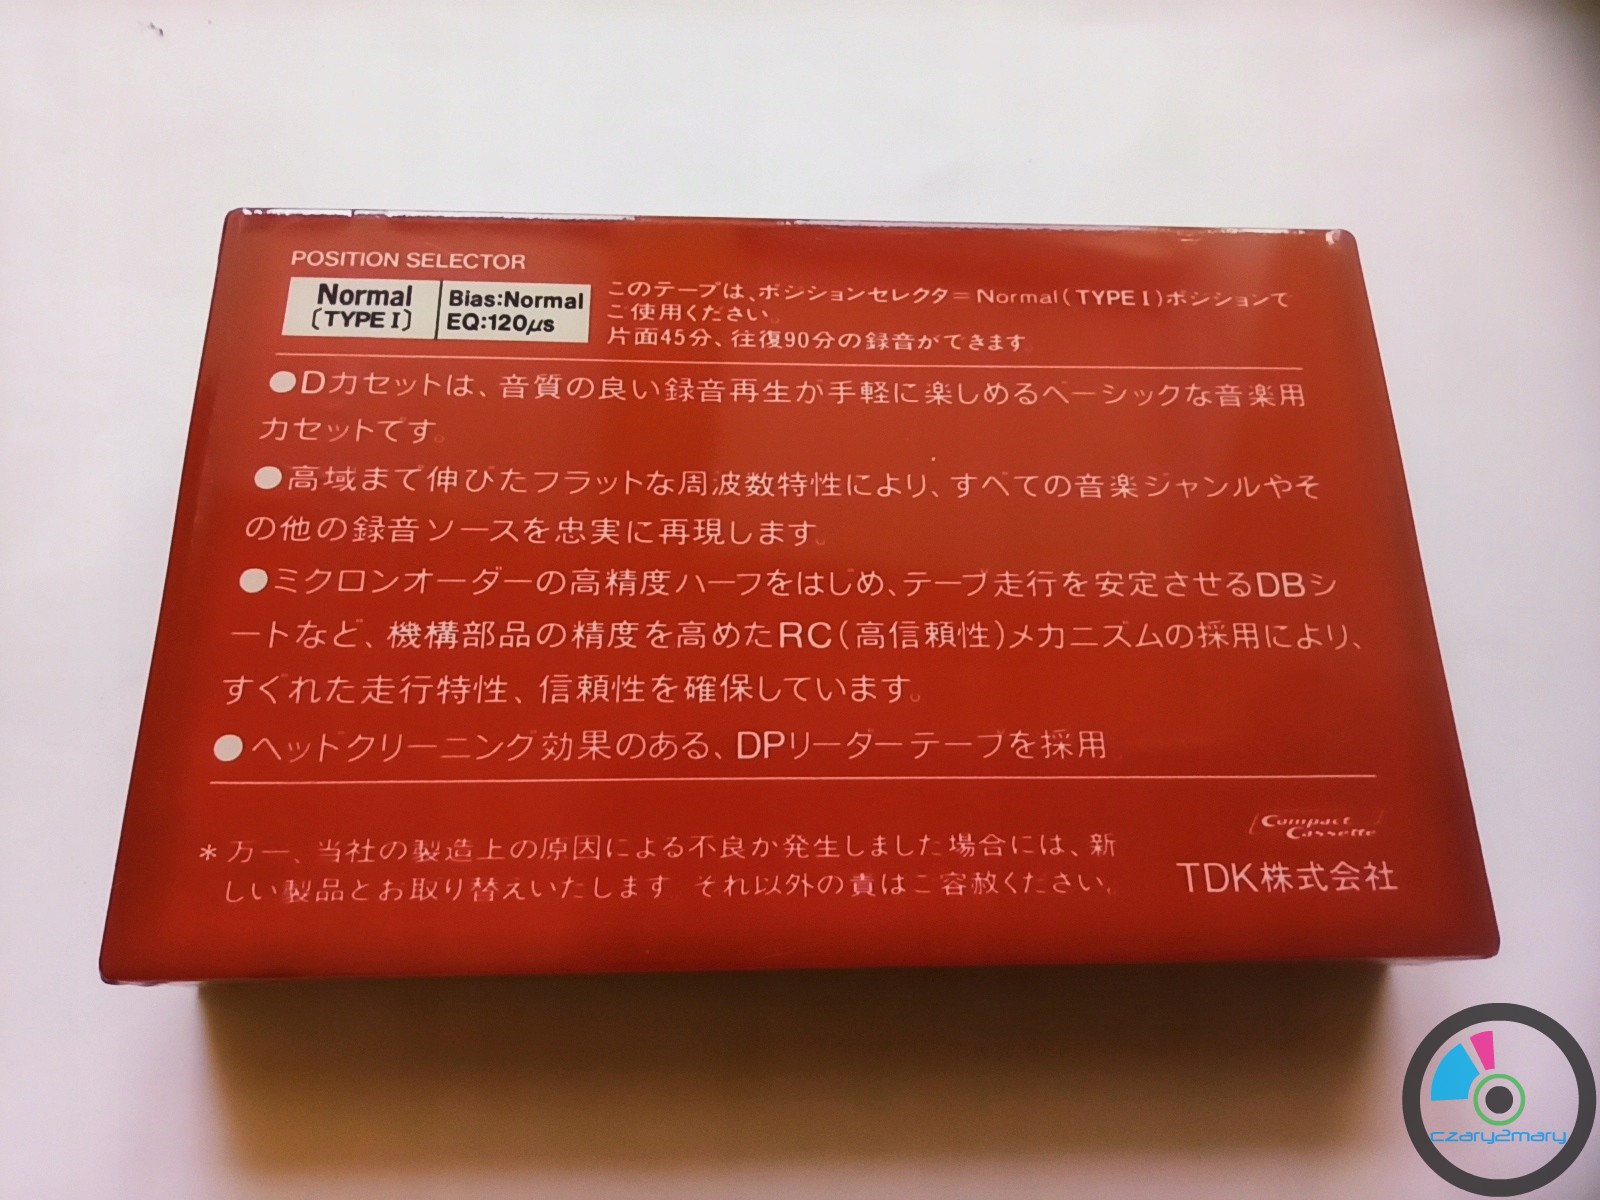 POSITION SELECTOR
Normal
(TYPE I)
Bias:Normal
EQ:120μs
このテープは、ポジションセレクタ=Normal(TYPE I)ポジションで
ご使用ください。
片面45分、往復90分の録音ができます。
●Dカセットは、音質の良い録音再生が手軽に楽しめるベーシックな音楽用
カセットです。
●高域まで伸びたフラットな周波数特性により、すべての音楽ジャンルやそ
の他の録音ソースを忠実に再現します。
●ミクロンオーダーの高精度ハーフをはじめ、テープ走行を安定させるDBシ
ートなど、機構部品の精度を高めたRC(高信頼性)メカニズムの採用により、
すぐれた走行特性、信頼性を確保しています。
●ヘッドクリーニング効果のある、DPリーダーテープを採用
*万一、当社の製造上の原因による不良が発生しました場合には、新
しい製品とお取り替えいたします それ以外の責はご容赦ください。
Compact
Cassette
TDK株式会社
czary2mary